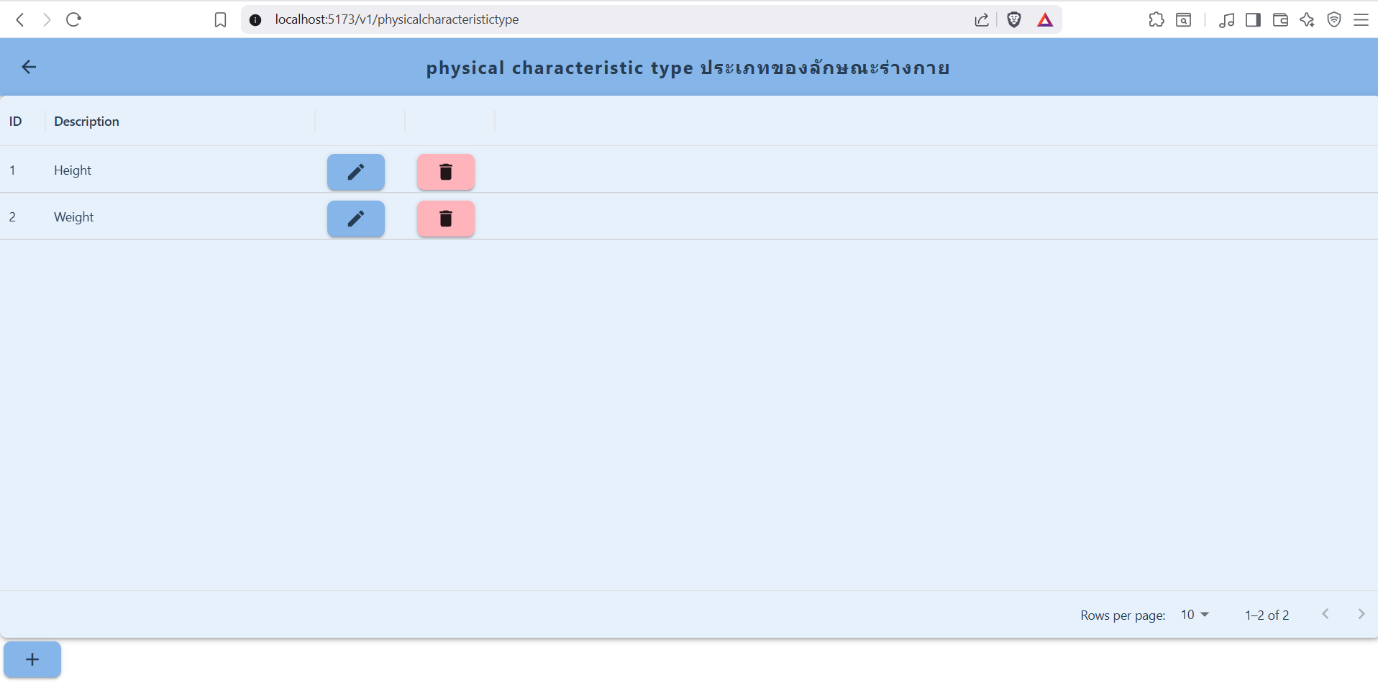 localhost:5173/v1/physicalcharacteristictype
physical characteristic type ประเภทของลักษณะร่างกาย
ID Description
1 Height
2 Weight
Rows per page: 10 1–2 of 2